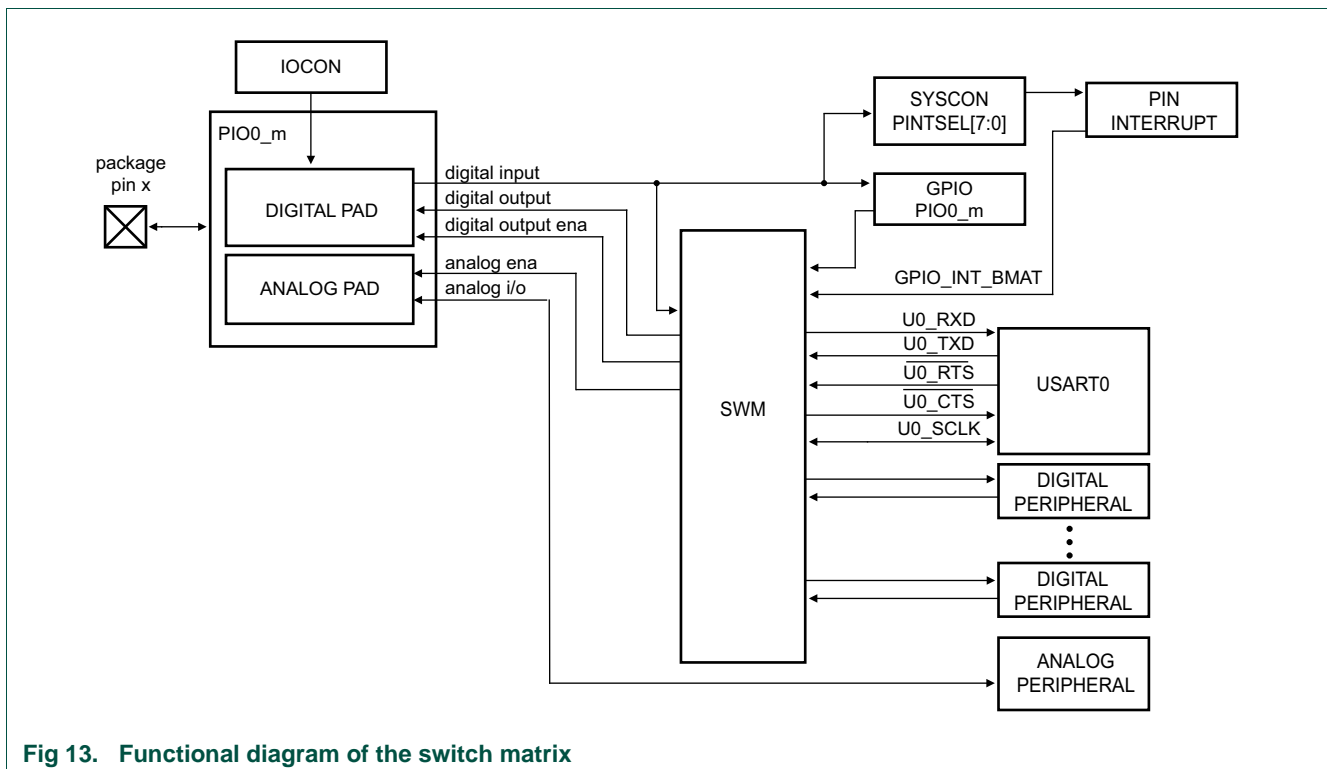 IOCON
PIO0_m
package
pin x
DIGITAL PAD
ANALOG PAD
digital input
digital output
digital output ena
analog ena
analog i/o
SYSCON
PINTSEL[7:0]
PIN
INTERRUPT
GPIO
PIO0_m
GPIO_INT_BMAT
SWM
U0_RXD
U0_TXD
U0_RTS
U0_CTS
U0_SCLK
USART0
DIGITAL
PERIPHERAL
DIGITAL
PERIPHERAL
ANALOG
PERIPHERAL
Fig 13. Functional diagram of the switch matrix